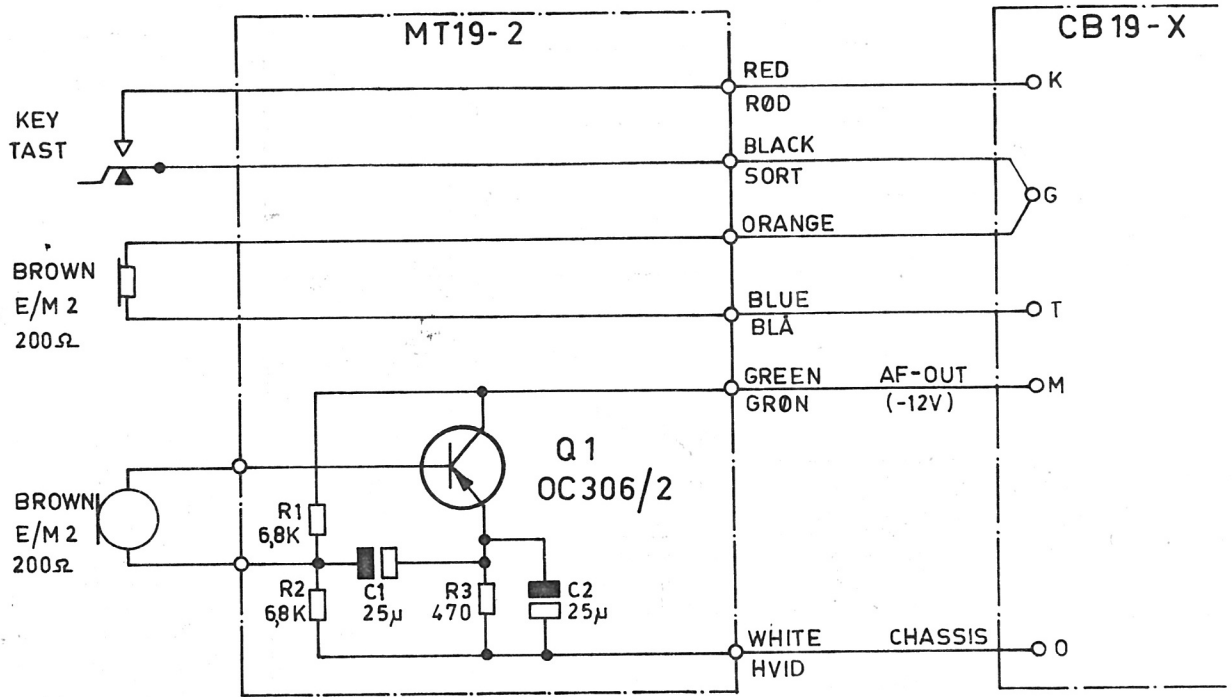 MT19-2
CB19-X
KEY
TAST
RED
RØD
K
BLACK
SORT
G
ORANGE
BROWN
E/M 2
200Ω
BLUE
BLÅ
T
GREEN
GRØN
AF-OUT
(-12V)
M
Q1
OC306/2
BROWN
E/M 2
200Ω
R1
6,8K
R2
6,8K
C1
25µ
R3
470
C2
25µ
WHITE
HVID
CHASSIS
O